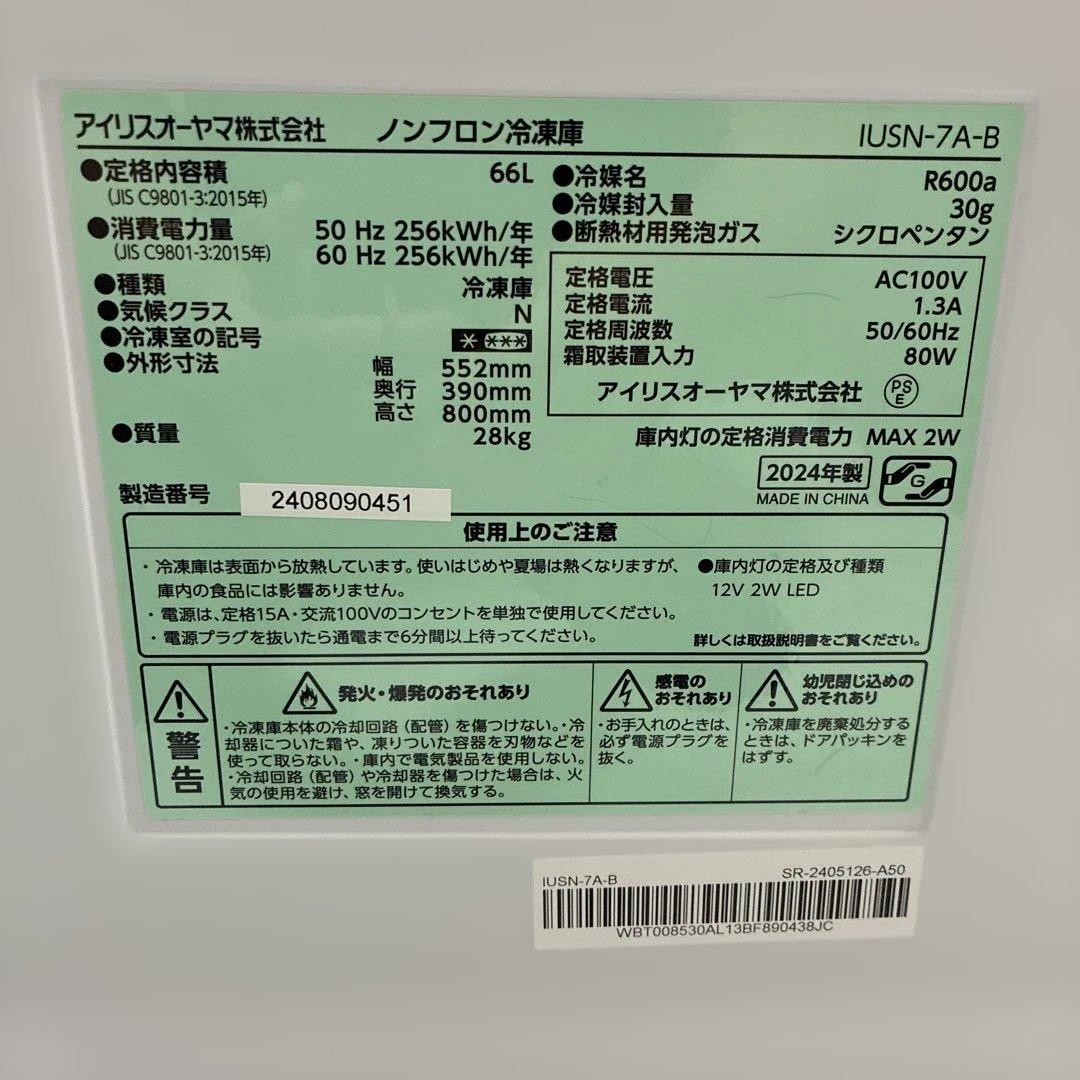 アイリスオーヤマ株式会社 ノンフロン冷凍庫 IUSN-7A-B
●定格内容積 66L
(JIS C9801-3:2015年)
●消費電力量 50 Hz 256kWh/年
(JIS C9801-3:2015年) 60 Hz 256kWh/年
●種類 冷凍庫
●気候クラス N
●冷凍室の記号 * ***
●外形寸法 幅 552mm
奥行 390mm
高さ 800mm
●質量 28kg
製造番号 2408090451
●冷媒名 R600a
●冷媒封入量 30g
●断熱材用発泡ガス シクロペンタン
定格電圧 AC100V
定格電流 1.3A
定格周波数 50/60Hz
霜取装置入力 80W
アイリスオーヤマ株式会社 PSE
庫内灯の定格消費電力 MAX 2W
2024年製
MADE IN CHINA
G
使用上のご注意
・冷凍庫は表面から放熱しています。使いはじめや夏場は熱くなりますが、
庫内の食品には影響ありません。
・電源は、定格15A・交流100Vのコンセントを単独で使用してください。
・電源プラグを抜いたら通電まで6分間以上待ってください。
●庫内灯の定格及び種類
12V 2W LED
詳しくは取扱説明書をご覧ください。
警告
発火・爆発のおそれあり
・冷凍庫本体の冷却回路（配管）を傷つけない。・冷
却器についた霜や、凍りついた容器を刃物などを
使って取らない。・庫内で電気製品を使用しない。
・冷却回路（配管）や冷却器を傷つけた場合は、火
気の使用を避け、窓を開けて換気する。
感電の
おそれあり
・お手入れのときは、
必ず電源プラグを
抜く。
幼児閉じ込めの
おそれあり
・冷凍庫を廃棄処分する
ときは、ドアパッキンを
はずす。
IUSN-7A-B SR-2405126-A50
WBT008530AL13BF890438JC